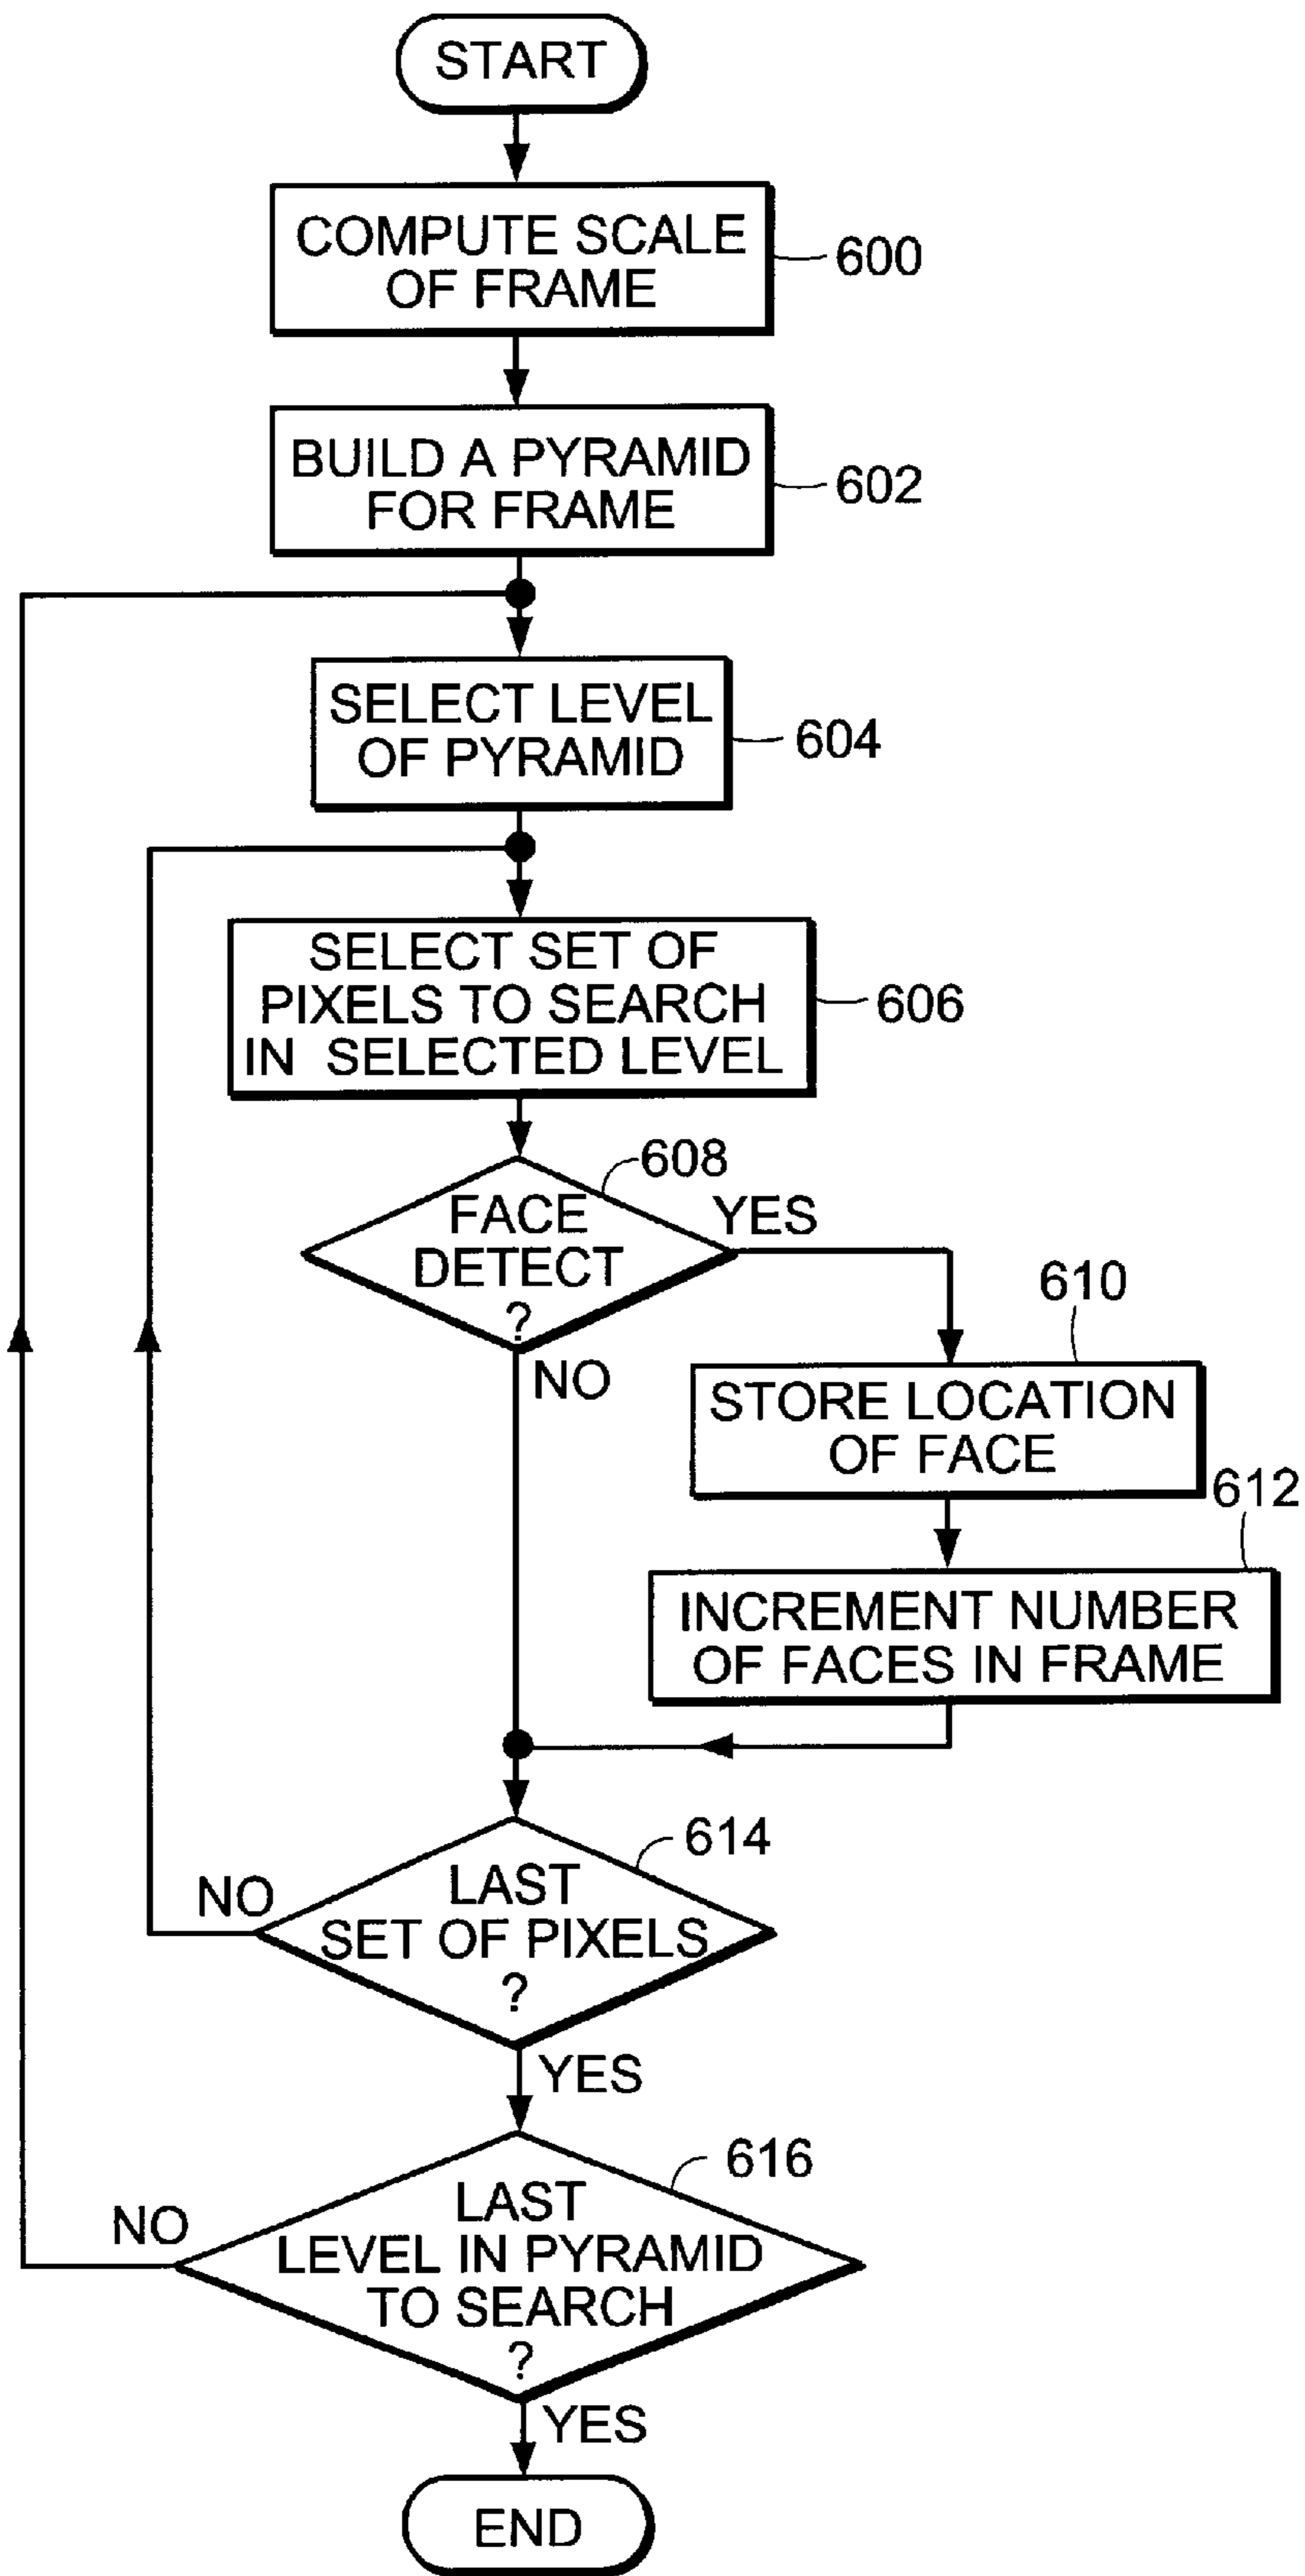 START
COMPUTE SCALE
OF FRAME
600
BUILD A PYRAMID
FOR FRAME
602
SELECT LEVEL
OF PYRAMID
604
SELECT SET OF
PIXELS TO SEARCH
IN SELECTED LEVEL
606
608
FACE
DETECT
?
YES
NO
610
STORE LOCATION
OF FACE
612
INCREMENT NUMBER
OF FACES IN FRAME
614
LAST
SET OF PIXELS
?
NO
YES
616
LAST
LEVEL IN PYRAMID
TO SEARCH
?
NO
YES
END